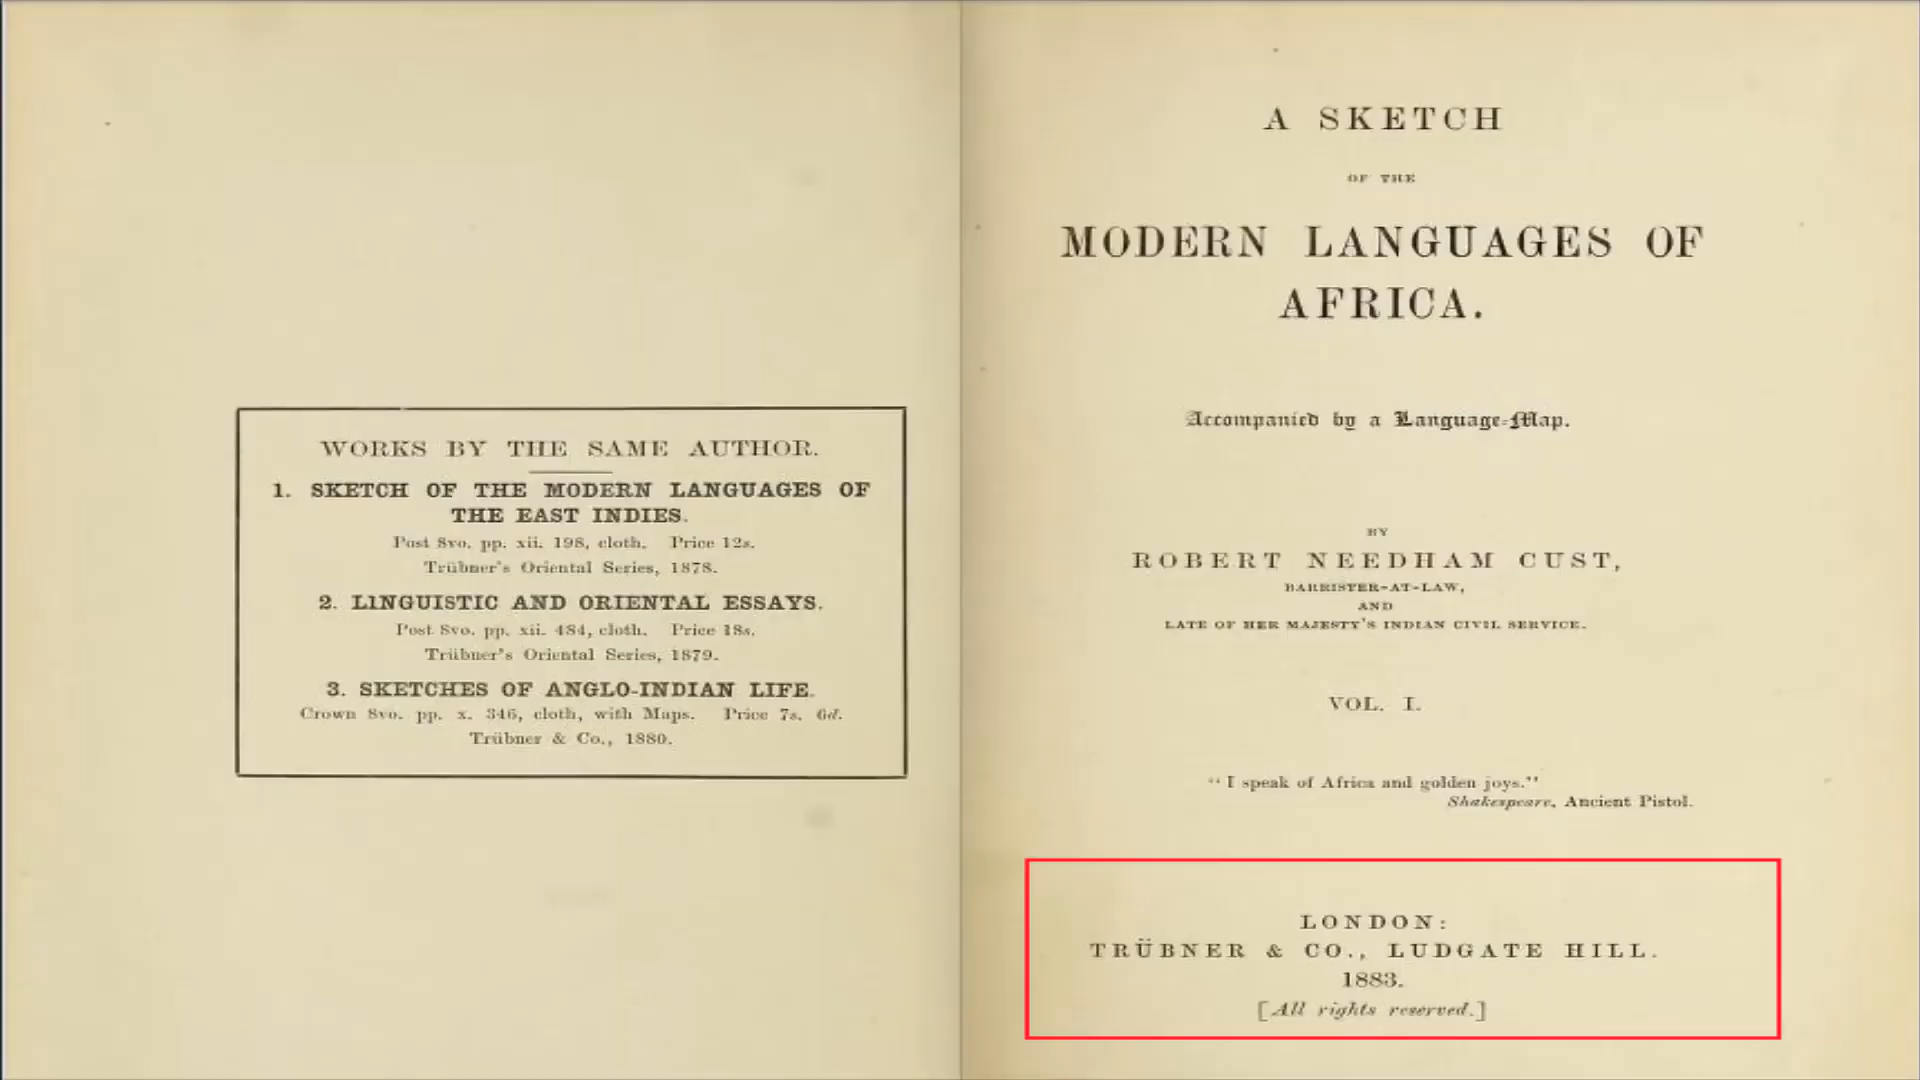 WORKS BY THE SAME AUTHOR.
1. SKETCH OF THE MODERN LANGUAGES OF
THE EAST INDIES.
Post 8vo. pp. xii. 198, cloth. Price 12s.
Trübner's Oriental Series, 1878.
2. LINGUISTIC AND ORIENTAL ESSAYS.
Post 8vo. pp. xii. 484, cloth. Price 18s.
Trübner's Oriental Series, 1879.
3. SKETCHES OF ANGLO-INDIAN LIFE.
Crown 8vo. pp. x. 346, cloth, with Maps. Price 7s. 6d.
Trübner & Co., 1880.
A SKETCH
OF THE
MODERN LANGUAGES OF
AFRICA.
Accompanied by a Language-Map.
BY
ROBERT NEEDHAM CUST,
BARRISTER-AT-LAW,
AND
LATE OF HER MAJESTY'S INDIAN CIVIL SERVICE.
VOL. I.
"I speak of Africa and golden joys."
Shakespeare, Ancient Pistol.
LONDON:
TRÜBNER & CO., LUDGATE HILL.
1883.
[All rights reserved.]